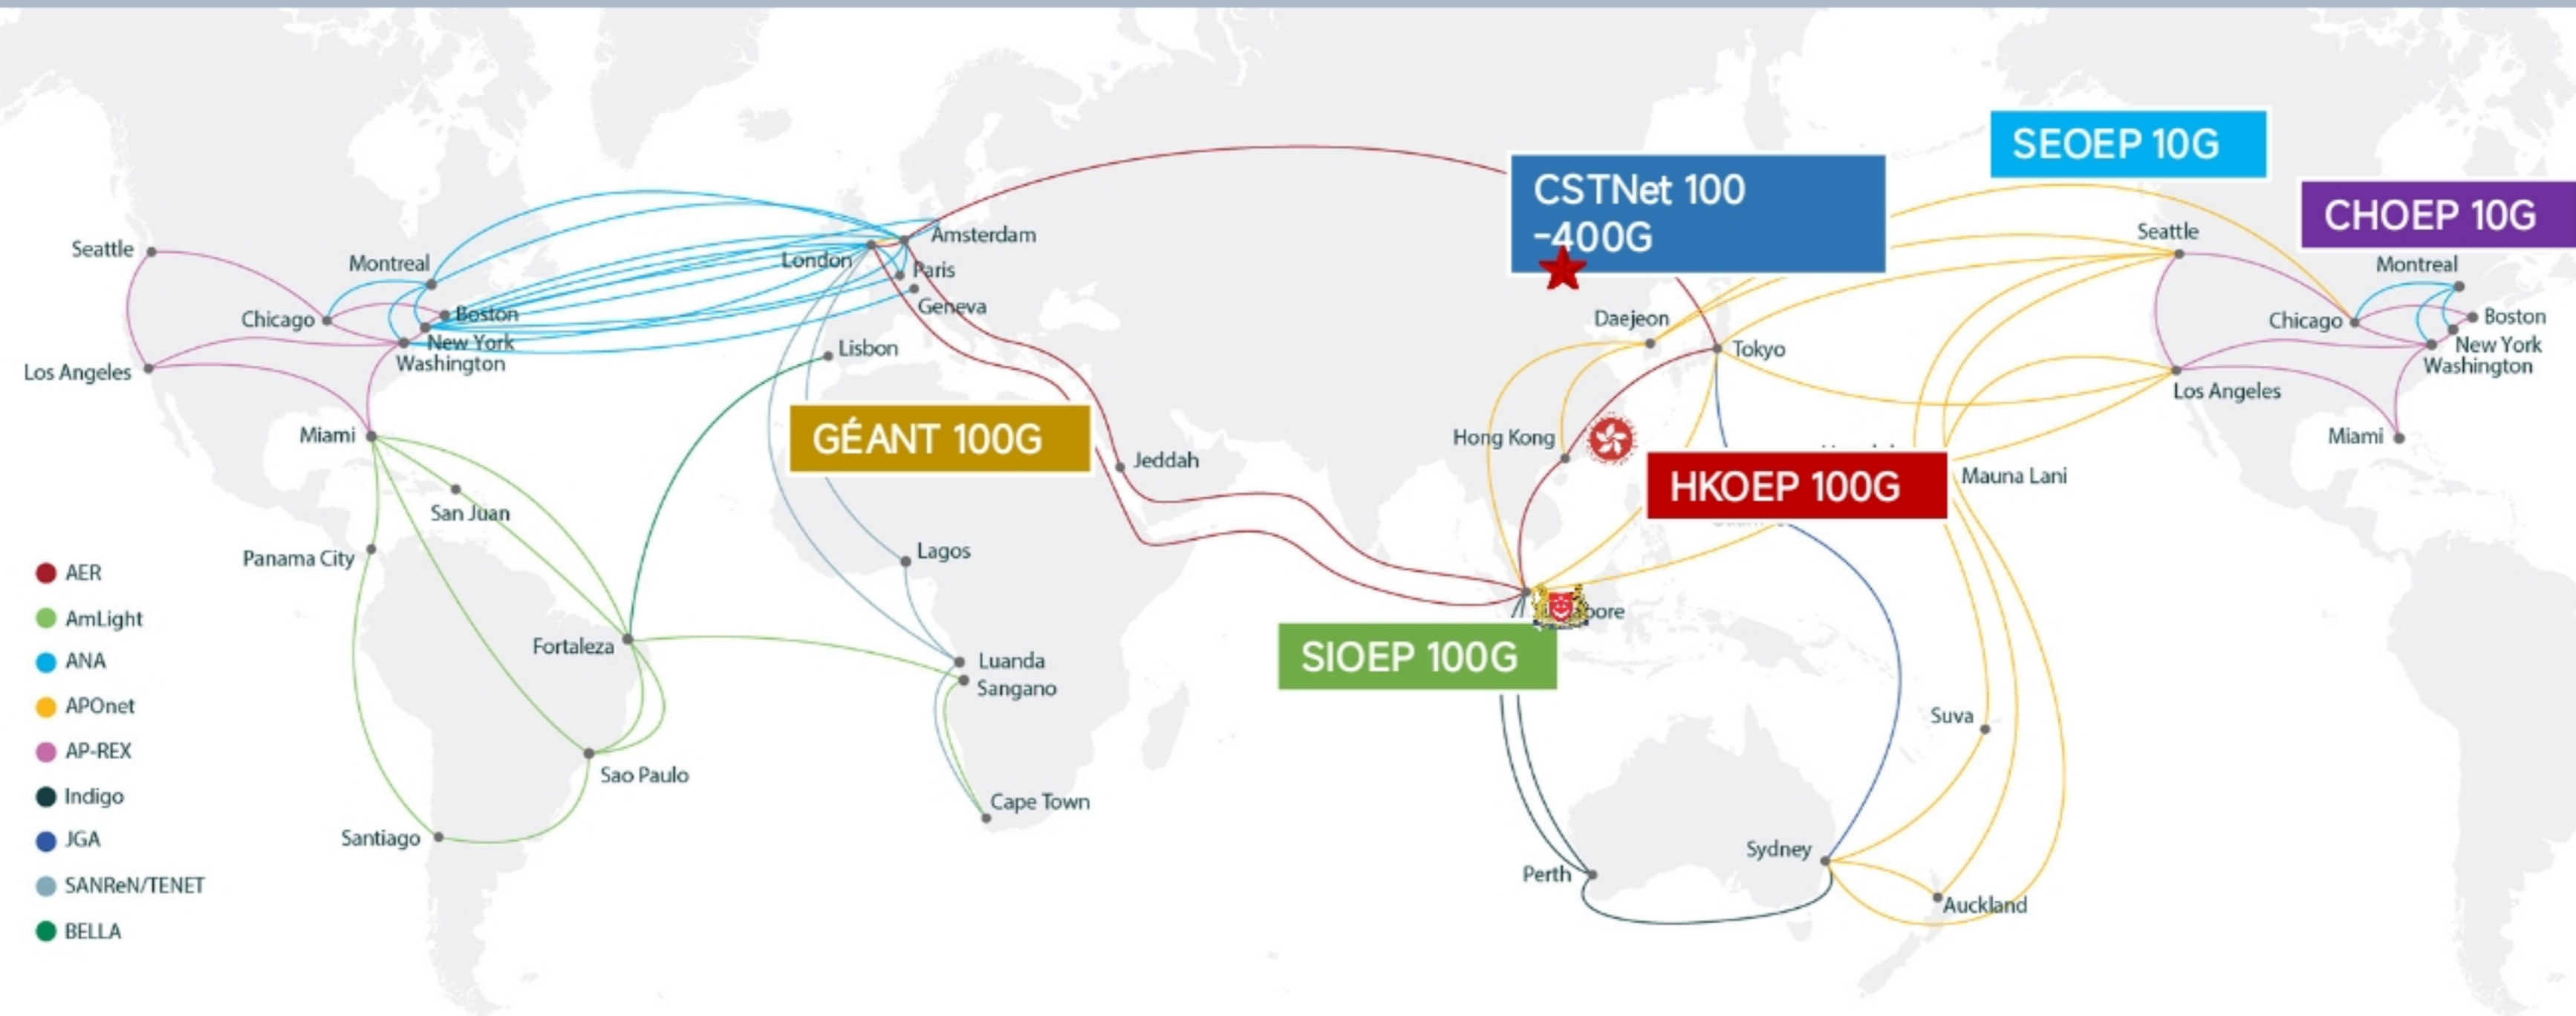 SEOEP 10G
CSTNet 100
-400G
CHOEP 10G
Seattle
Montreal
Chicago
Boston
New York
Washington
Los Angeles
Miami
San Juan
Panama City
Fortaleza
Sao Paulo
Santiago
Amsterdam
London
Paris
Geneva
Lisbon
GÉANT 100G
Jeddah
Lagos
Luanda
Sangano
Cape Town
Daejeon
Tokyo
Hong Kong
HKOEP 100G
Mauna Lani
SIOEP 100G
Suva
Perth
Sydney
Auckland
Seattle
Montreal
Chicago
Boston
New York
Washington
Los Angeles
Miami
AER
AmLight
ANA
APOnet
AP-REX
Indigo
JGA
SANReN/TENET
BELLA